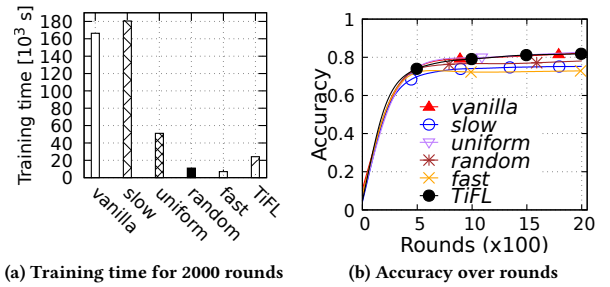 Training time [10³ s]
180
160
140
120
100
80
60
40
20
0
vanilla
slow
uniform
random
fast
TiFL
(a) Training time for 2000 rounds
Accuracy
1
0.8
0.6
0.4
0.2
0
vanilla
slow
uniform
random
fast
TiFL
0 5 10 15 20
Rounds (x100)
(b) Accuracy over rounds